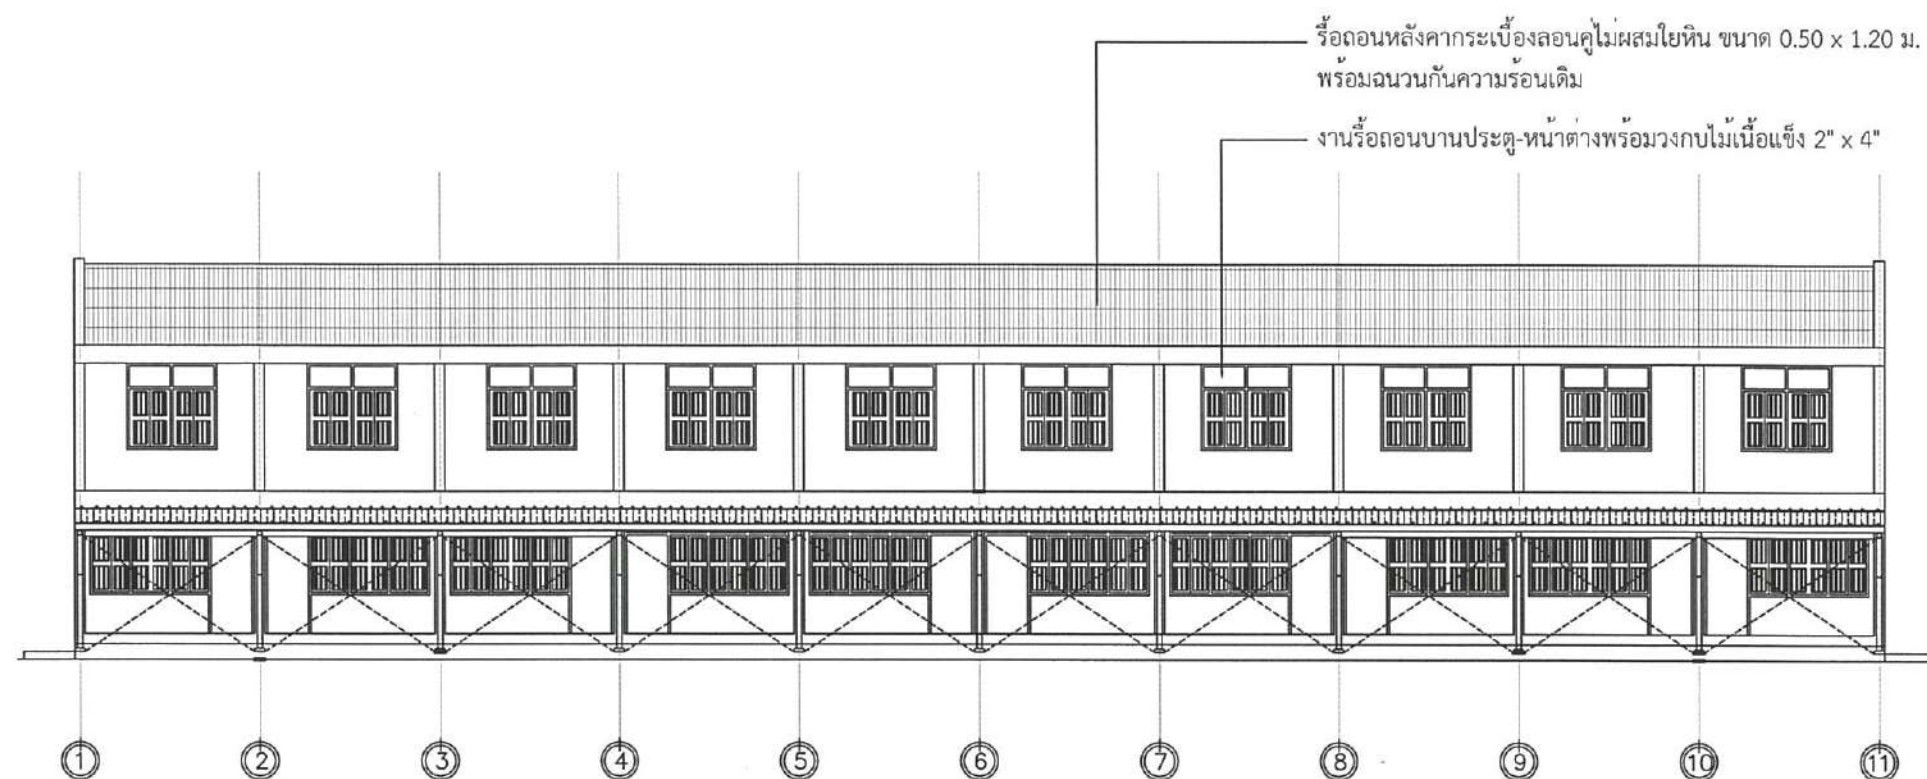 รื้อถอนหลังคากระเบื้องลอนคู่ไม่ผสมใยหิน ขนาด 0.50 x 1.20 ม.
พร้อมฉนวนกันความร้อนเดิม
งานรื้อถอนบานประตู-หน้าต่างพร้อมวงกบไม้เนื้อแข็ง 2" x 4"
1 2 3 4 5 6 7 8 9 10 11